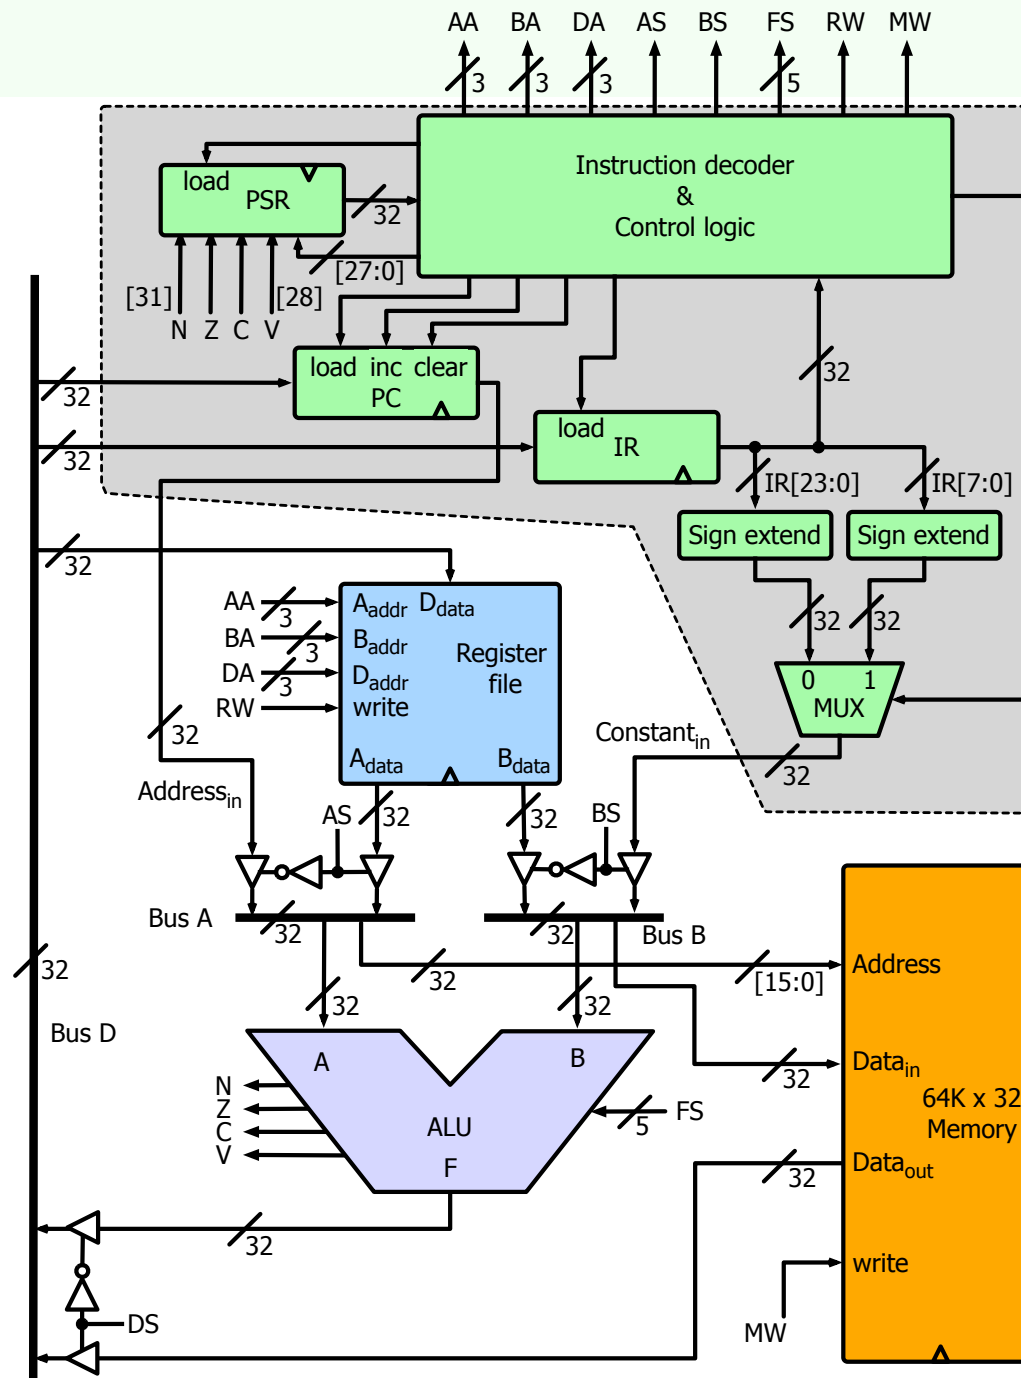 AA BA DA AS BS FS RW MW
3 3 3 5
Instruction decoder
&
Control logic
load
PSR
32
[27:0]
[31] [28]
N Z C V
load inc clear
PC
32
32
load
IR
32
IR[23:0] IR[7:0]
Sign extend Sign extend
32 32
0 1
MUX
32
Constantin
32
AA 3
BA 3
DA 3
RW
Aaddr Ddata
Baddr
Daddr
write
Register
file
Adata Bdata
32
Addressin
AS 32
32 BS
Bus A 32
32 Bus B
32 [15:0]
32 32
32
Bus D
Address
Datain
32
64K x 32
Memory
Dataout
32
write
MW
A B
ALU
F
N
Z
C
V
FS
5
32
DS